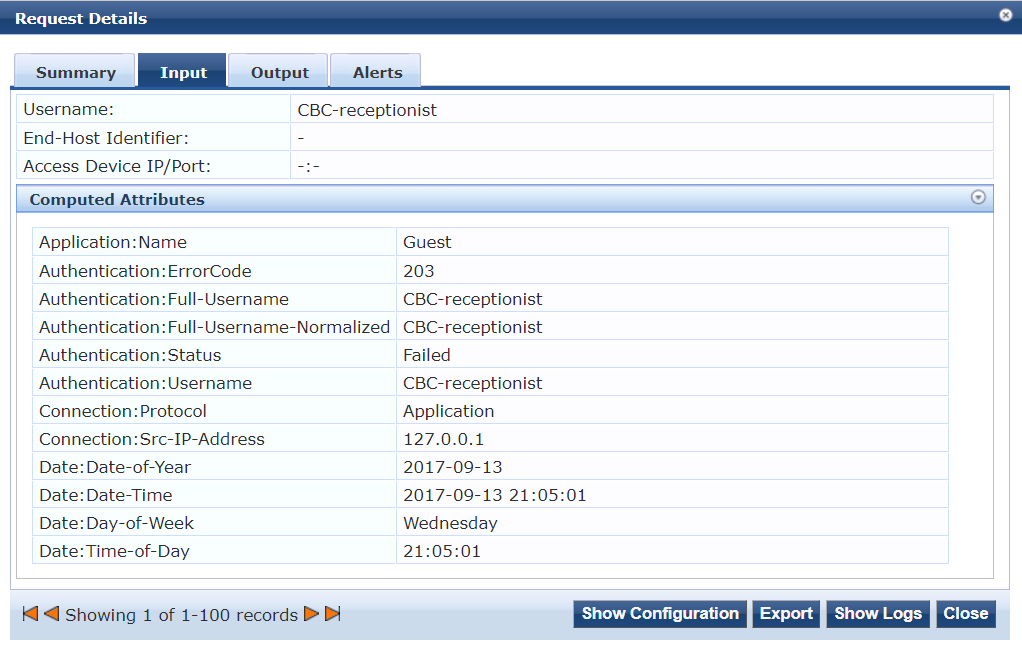 Request Details
Summary Input Output Alerts
Username: CBC-receptionist
End-Host Identifier: -
Access Device IP/Port: -:-
Computed Attributes
Application:Name Guest
Authentication:ErrorCode 203
Authentication:Full-Username CBC-receptionist
Authentication:Full-Username-Normalized CBC-receptionist
Authentication:Status Failed
Authentication:Username CBC-receptionist
Connection:Protocol Application
Connection:Src-IP-Address 127.0.0.1
Date:Date-of-Year 2017-09-13
Date:Date-Time 2017-09-13 21:05:01
Date:Day-of-Week Wednesday
Date:Time-of-Day 21:05:01
Showing 1 of 1-100 records Show Configuration Export Show Logs Close